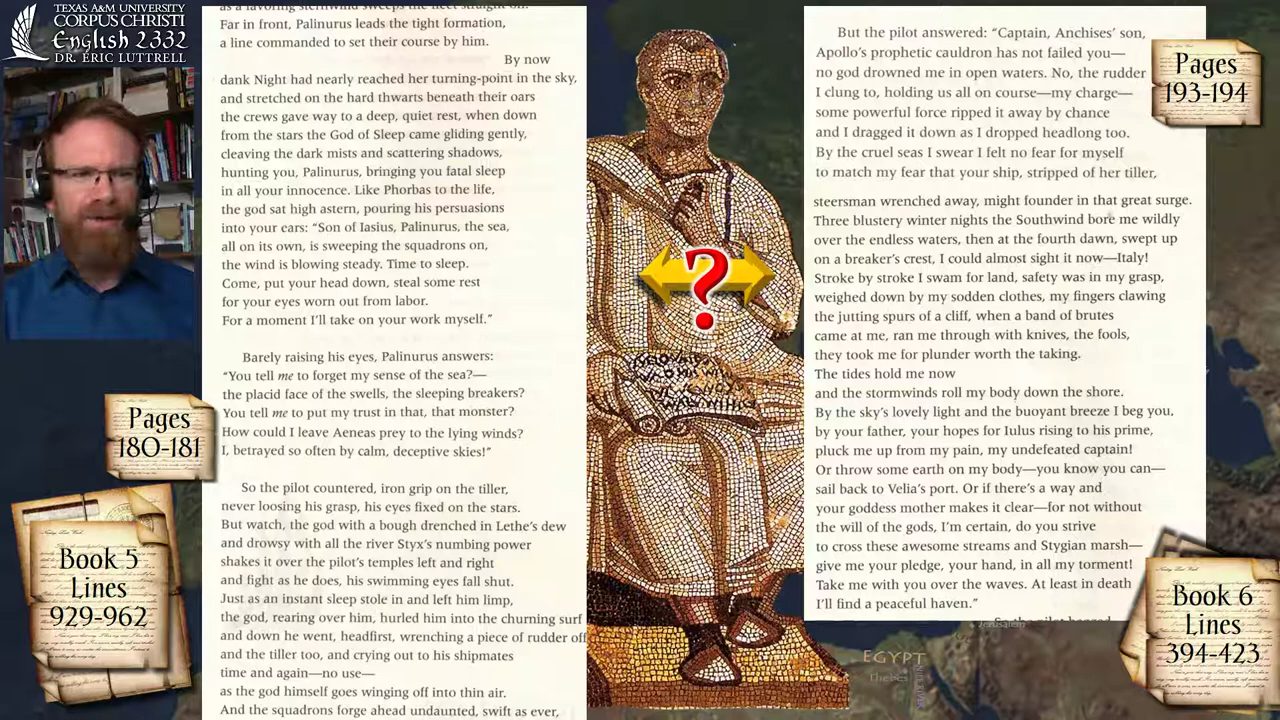 TEXAS A&M UNIVERSITY
CORPUS CHRISTI
English 2332
DR. ERIC LUTTRELL
Far in front, Palinurus leads the tight formation,
a line commanded to set their course by him.
By now
dank Night had nearly reached her turning-point in the sky,
and stretched on the hard thwarts beneath their oars
the crews gave way to a deep, quiet rest, when down
from the stars the God of Sleep came gliding gently,
cleaving the dark mists and scattering shadows,
hunting you, Palinurus, bringing you fatal sleep
in all your innocence. Like Phorbas to the life,
the god sat high astern, pouring his persuasions
into your ears: “Son of Iasius, Palinurus, the sea,
all on its own, is sweeping the squadrons on,
the wind is blowing steady. Time to sleep.
Come, put your head down, steal some rest
for your eyes worn out from labor.
For a moment I’ll take on your work myself.”
Barely raising his eyes, Palinurus answers:
“You tell me to forget my sense of the sea?—
the placid face of the swells, the sleeping breakers?
You tell me to put my trust in that, that monster?
How could I leave Aeneas prey to the lying winds?
I, betrayed so often by calm, deceptive skies!”
So the pilot countered, iron grip on the tiller,
never loosing his grasp, his eyes fixed on the stars.
But watch, the god with a bough drenched in Lethe’s dew
and drowsy with all the river Styx’s numbing power
shakes it over the pilot’s temples left and right
and fight as he does, his swimming eyes fall shut.
Just as an instant sleep stole in and left him limp,
the god, rearing over him, hurled him into the churning surf
and down he went, headfirst, wrenching a piece of rudder off
and the tiller too, and crying out to his shipmates
time and again—no use—
as the god himself goes winging off into thin air.
And the squadrons forge ahead undaunted, swift as ever,
Pages
180-181
Book 5
Lines
929-962
?
But the pilot answered: “Captain, Anchises’ son,
Apollo’s prophetic cauldron has not failed you—
no god drowned me in open waters. No, the rudder
I clung to, holding us all on course—my charge—
some powerful force ripped it away by chance
and I dragged it down as I dropped headlong too.
By the cruel seas I swear I felt no fear for myself
to match my fear that your ship, stripped of her tiller,
steersman wrenched away, might founder in that great surge.
Three blustery winter nights the Southwind bore me wildly
over the endless waters, then at the fourth dawn, swept up
on a breaker’s crest, I could almost sight it now—Italy!
Stroke by stroke I swam for land, safety was in my grasp,
weighed down by my sodden clothes, my fingers clawing
the jutting spurs of a cliff, when a band of brutes
came at me, ran me through with knives, the fools,
they took me for plunder worth the taking.
The tides hold me now
and the stormwinds roll my body down the shore.
By the sky’s lovely light and the buoyant breeze I beg you,
by your father, your hopes for Iulus rising to his prime,
pluck me up from my pain, my undefeated captain!
Or throw some earth on my body—you know you can—
sail back to Velia’s port. Or if there’s a way and
your goddess mother makes it clear—for not without
the will of the gods, I’m certain, do you strive
to cross these awesome streams and Stygian marsh—
give me your pledge, your hand, in all my torment!
Take me with you over the waves. At least in death
I’ll find a peaceful haven.”
Pages
193-194
Book 6
Lines
394-423
Jerusalem
EGYPT
Thebes